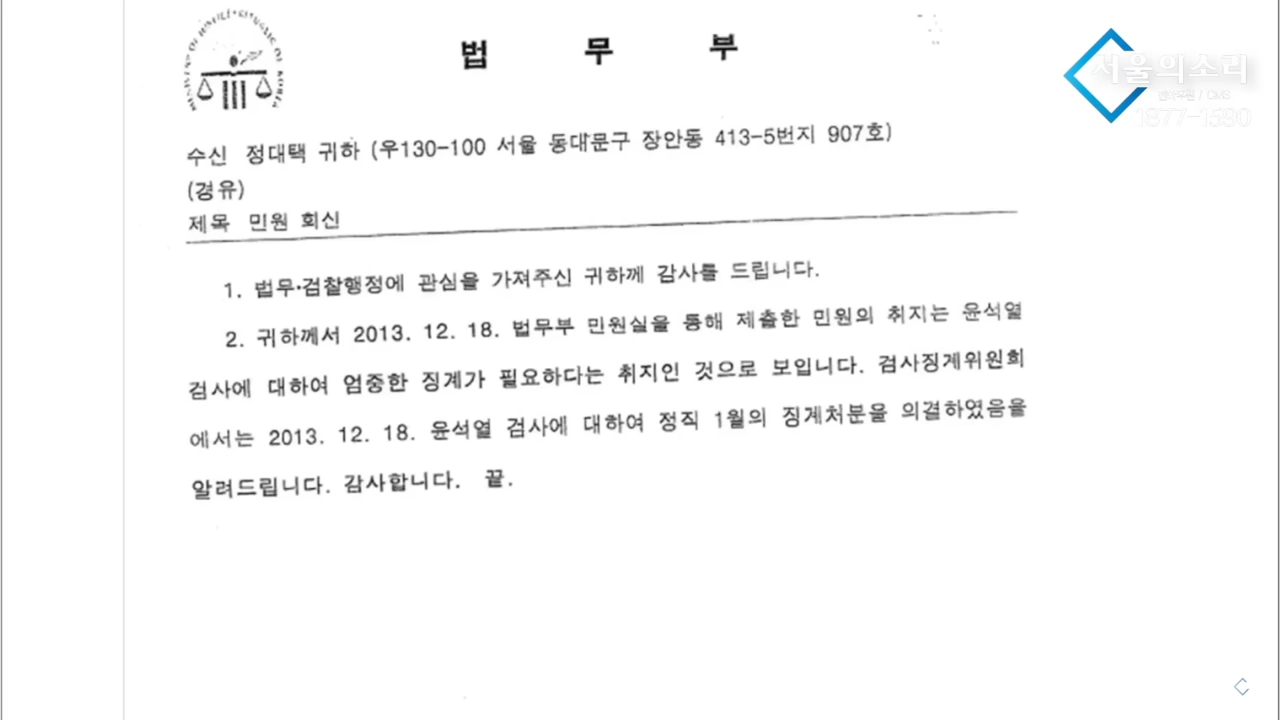 MINISTRY OF JUSTICE • REPUBLIC OF KOREA
법 무 부
서울의소리
1877-1580
수신 정대택 귀하 (우130-100 서울 동대문구 장안동 413-5번지 907호)
(경유)
제목 민원 회신
1. 법무·검찰행정에 관심을 가져주신 귀하께 감사를 드립니다.
2. 귀하께서 2013. 12. 18. 법무부 민원실을 통해 제출한 민원의 취지는 윤석열
검사에 대하여 엄중한 징계가 필요하다는 취지인 것으로 보입니다. 검사징계위원회
에서는 2013. 12. 18. 윤석열 검사에 대하여 정직 1월의 징계처분을 의결하였음을
알려드립니다. 감사합니다. 끝.